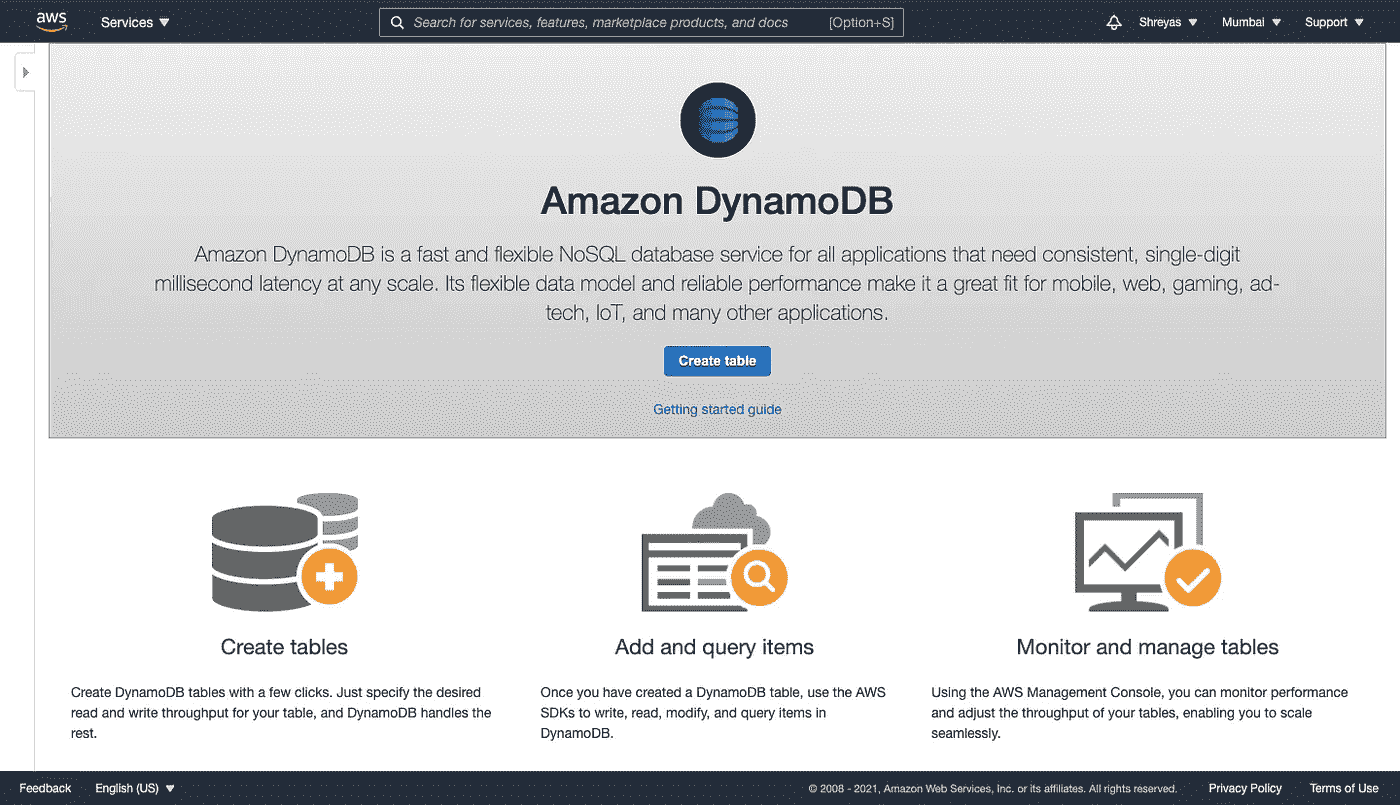 aws
Services
Search for services, features, marketplace products, and docs
[Option+S]
Shreyas
Mumbai
Support
Amazon DynamoDB
Amazon DynamoDB is a fast and flexible NoSQL database service for all applications that need consistent, single-digit
millisecond latency at any scale. Its flexible data model and reliable performance make it a great fit for mobile, web, gaming, ad-
tech, IoT, and many other applications.
Create table
Getting started guide
Create tables
Create DynamoDB tables with a few clicks. Just specify the desired
read and write throughput for your table, and DynamoDB handles the
rest.
Add and query items
Once you have created a DynamoDB table, use the AWS
SDKs to write, read, modify, and query items in
DynamoDB.
Monitor and manage tables
Using the AWS Management Console, you can monitor performance
and adjust the throughput of your tables, enabling you to scale
seamlessly.
Feedback
English (US)
© 2008 - 2021, Amazon Web Services, Inc. or its affiliates. All rights reserved.
Privacy Policy
Terms of Use